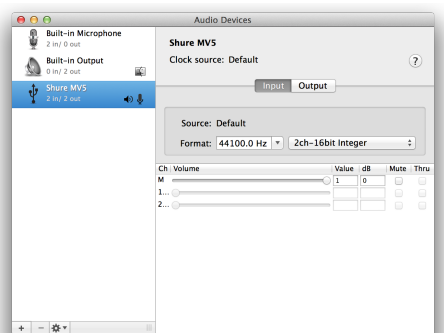 Audio Devices
Built-in Microphone
2 in/ 0 out
Built-in Output
0 in/ 2 out
Shure MV5
2 in/ 2 out
Shure MV5
Clock source: Default
?
Input Output
Source: Default
Format: 44100.0 Hz 2ch-16bit Integer
Ch Volume Value dB Mute Thru
M 1 0
1...
2...
+ −